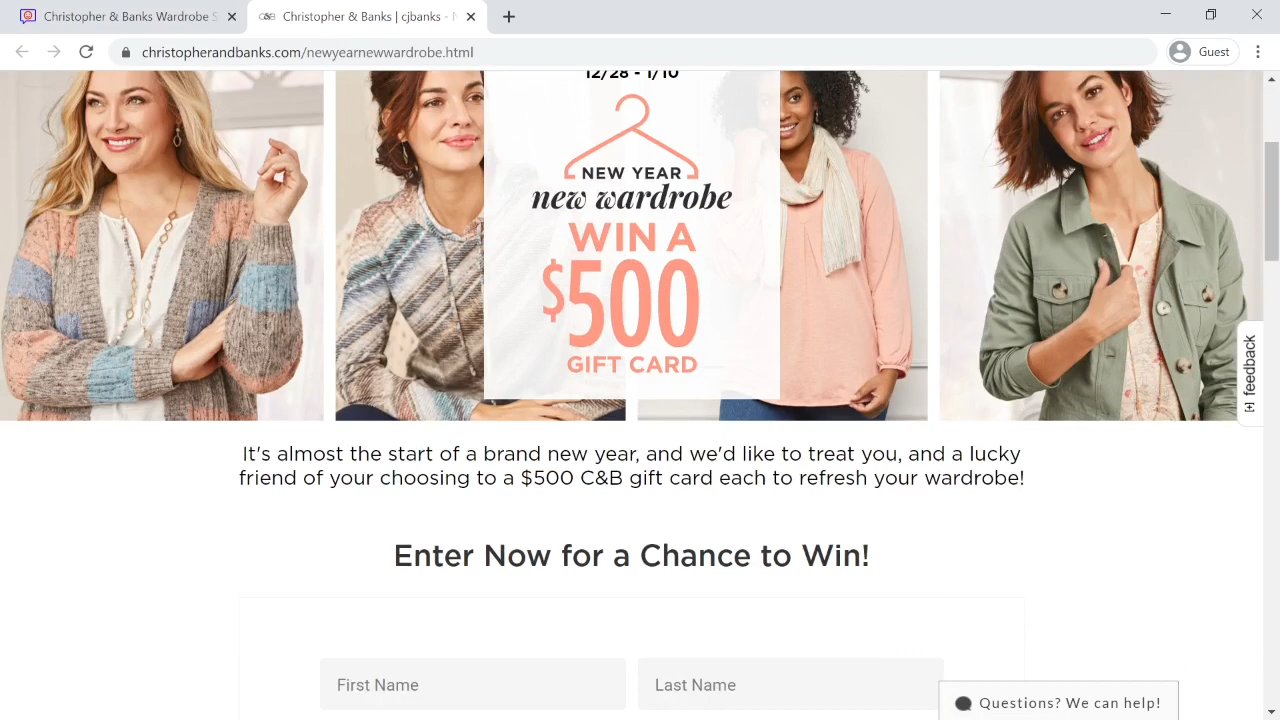 Christopher & Banks Wardrobe S
C&B
Christopher & Banks | cjbanks - N
christopherandbanks.com/newyearnewwardrobe.html
Guest
12/28 - 1/10
NEW YEAR
new wardrobe
WIN A
$500
GIFT CARD
[+] feedback
It's almost the start of a brand new year, and we'd like to treat you, and a lucky
friend of your choosing to a $500 C&B gift card each to refresh your wardrobe!
Enter Now for a Chance to Win!
First Name
Last Name
Questions? We can help!